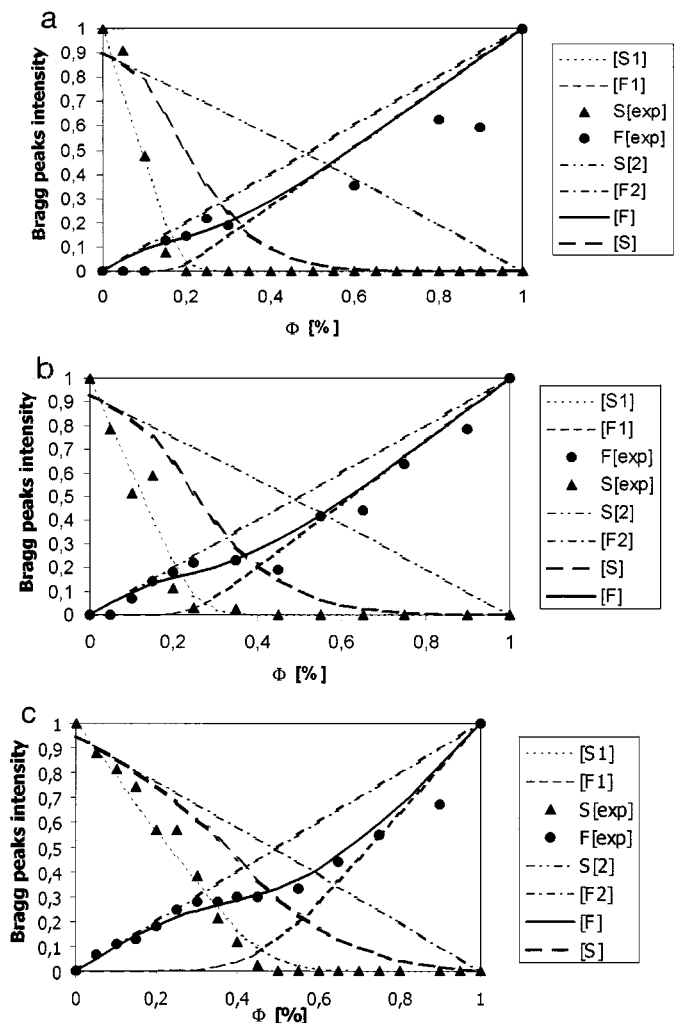 a
Bragg peaks intensity
1
0,9
0,8
0,7
0,6
0,5
0,4
0,3
0,2
0,1
0
0 0,2 0,4 0,6 0,8 1
Φ [%]
[S1]
[F1]
S[exp]
F[exp]
S[2]
[F2]
[F]
[S]
b
Bragg peaks intensity
1
0,9
0,8
0,7
0,6
0,5
0,4
0,3
0,2
0,1
0
0 0,2 0,4 0,6 0,8 1
Φ [%]
[S1]
[F1]
F[exp]
S[exp]
S[2]
[F2]
[S]
[F]
c
Bragg peaks intensity
1
0,9
0,8
0,7
0,6
0,5
0,4
0,3
0,2
0,1
0
0 0,2 0,4 0,6 0,8 1
Φ [%]
[S1]
[F1]
S[exp]
F[exp]
S[2]
[F2]
[F]
[S]